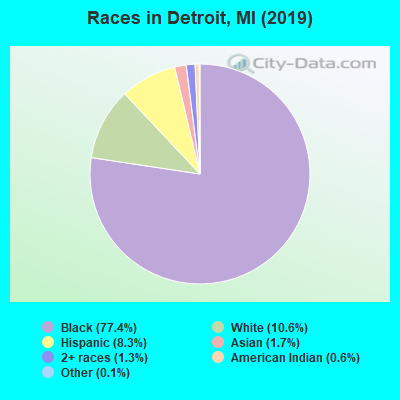 Races in Detroit, MI (2019)
City-Data.com
Black (77.4%) White (10.6%)
Hispanic (8.3%) Asian (1.7%)
2+ races (1.3%) American Indian (0.6%)
Other (0.1%)